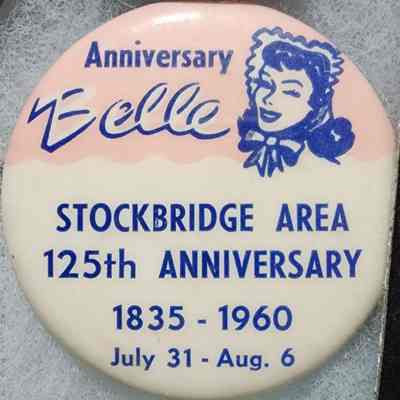 Anniversary
Belle
STOCKBRIDGE AREA
125th ANNIVERSARY
1835 - 1960
July 31 - Aug. 6